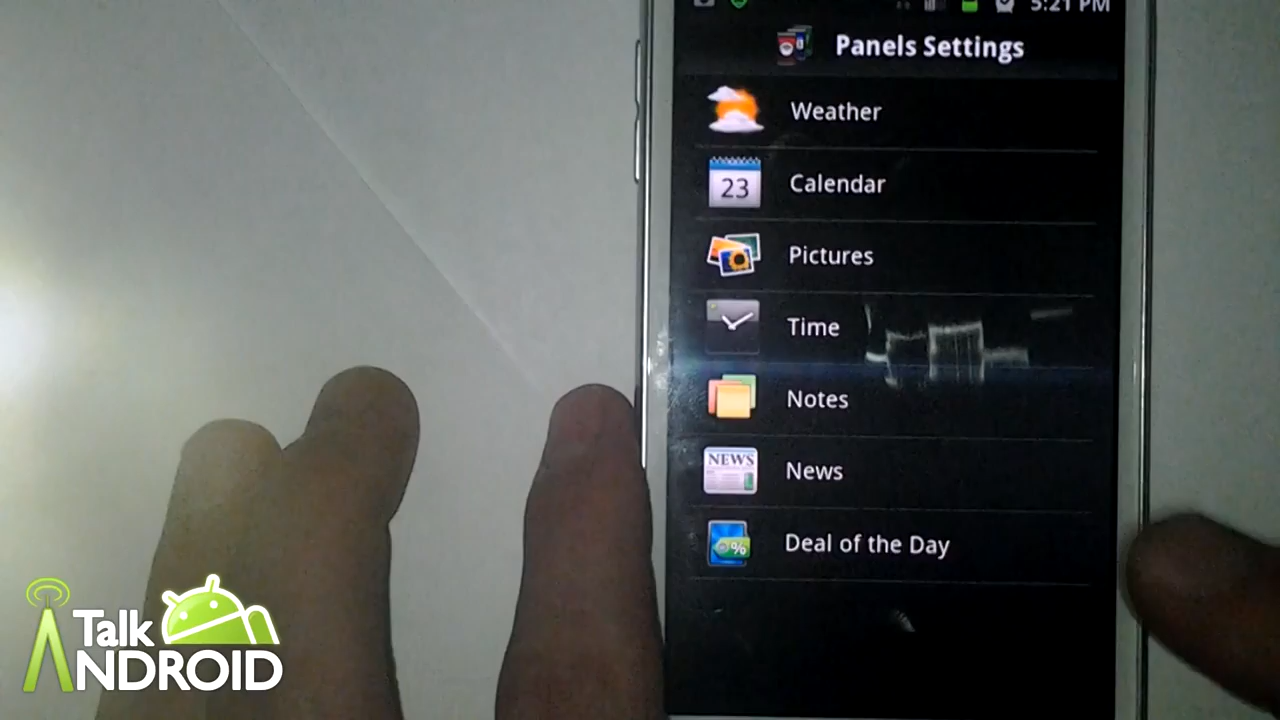 5:21 PM
Panels Settings
Weather
23
Calendar
Pictures
Time
Notes
NEWS
News
%
Deal of the Day
Talk
ANDROID